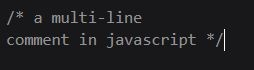 /* a multi-line
comment in javascript */